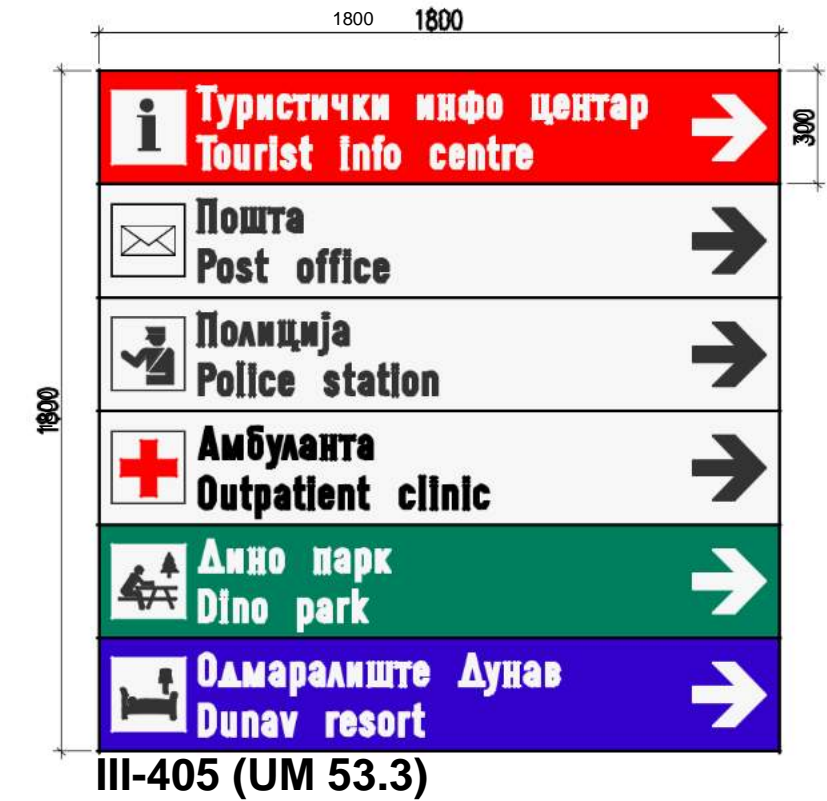 1800 1800
Туристички инфо центар
Tourist info centre
300
Пошта
Post office
Полиција
Police station
1800
Амбуланта
Outpatient clinic
Дино парк
Dino park
Одмаралиште Дунав
Dunav resort
III-405 (UM 53.3)